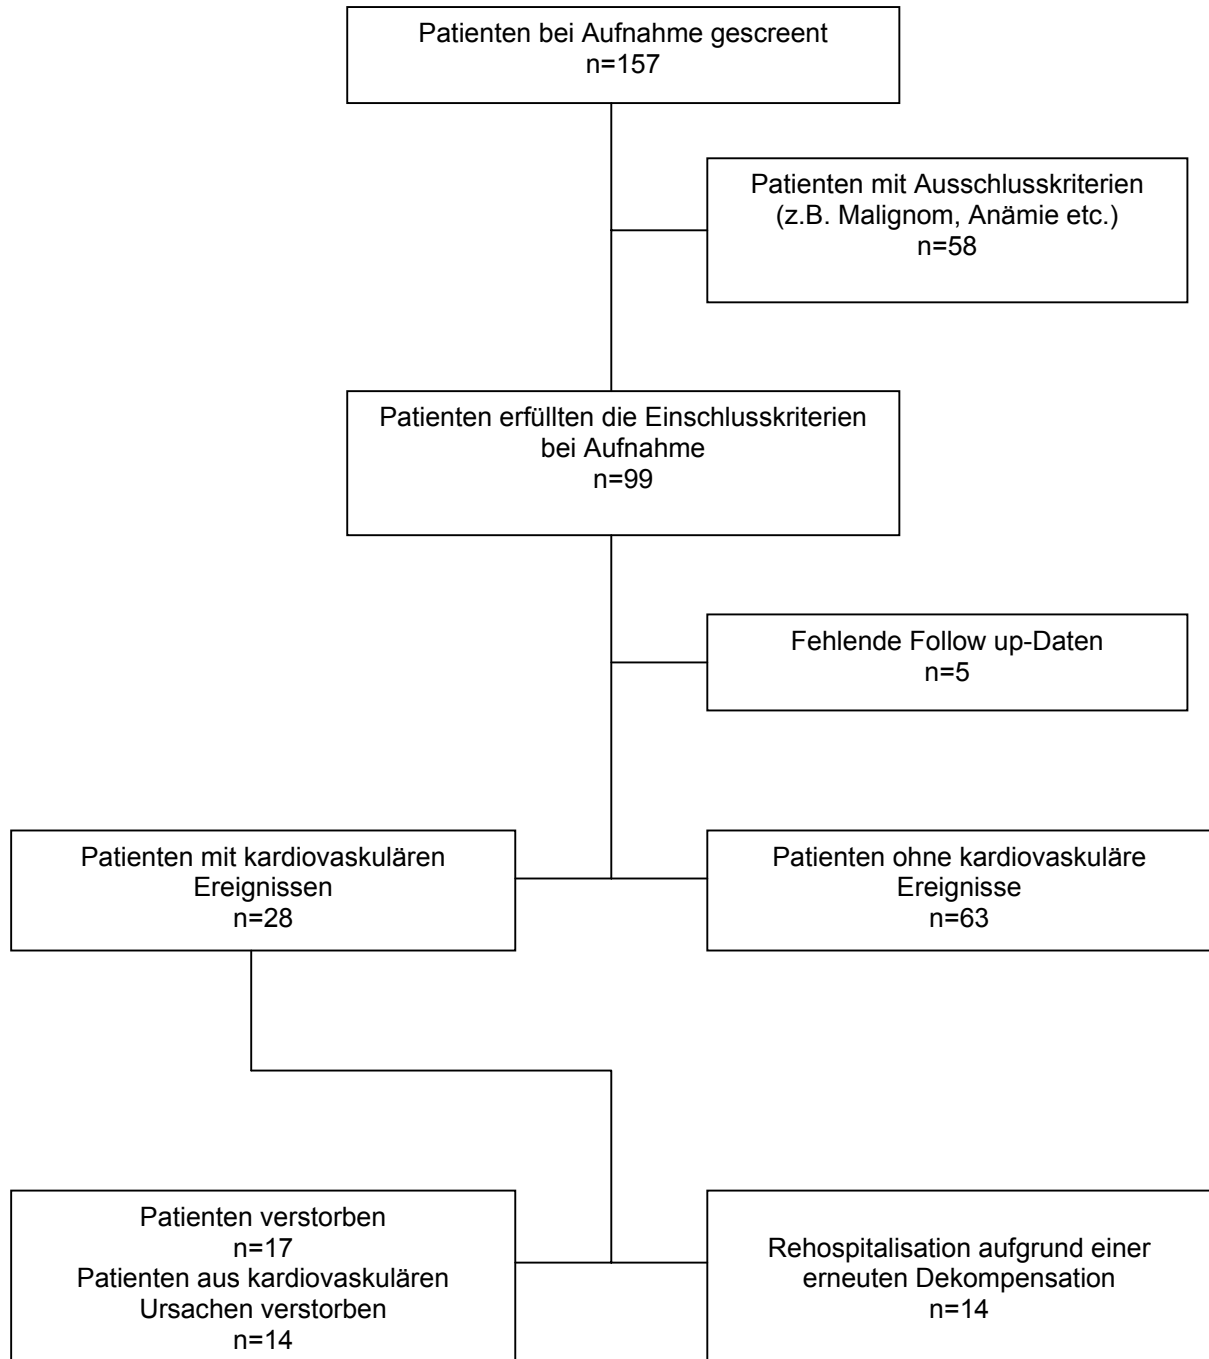 Patienten bei Aufnahme gescreent
n=157
Patienten mit Ausschlusskriterien
(z.B. Malignom, Anämie etc.)
n=58
Patienten erfüllten die Einschlusskriterien
bei Aufnahme
n=99
Fehlende Follow up-Daten
n=5
Patienten mit kardiovaskulären
Ereignissen
n=28
Patienten ohne kardiovaskuläre
Ereignisse
n=63
Patienten verstorben
n=17
Patienten aus kardiovaskulären
Ursachen verstorben
n=14
Rehospitalisation aufgrund einer
erneuten Dekompensation
n=14